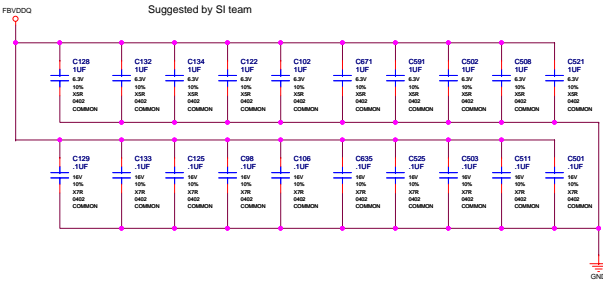 FBVDDQ
Suggested by SI team
C128 C132 C134 C122 C102 C671 C591 C502 C508 C521
1UF 1UF 1UF 1UF 1UF 1UF 1UF 1UF 1UF 1UF
6.3V 6.3V 6.3V 6.3V 6.3V 6.3V 6.3V 6.3V 6.3V 6.3V
10% 10% 10% 10% 10% 10% 10% 10% 10% 10%
X5R X5R X5R X5R X5R X5R X5R X5R X5R X5R
0402 0402 0402 0402 0402 0402 0402 0402 0402 0402
COMMON COMMON COMMON COMMON COMMON COMMON COMMON COMMON COMMON COMMON
C129 C133 C125 C98 C106 C635 C525 C503 C511 C501
.1UF .1UF .1UF .1UF .1UF .1UF .1UF .1UF .1UF .1UF
16V 16V 16V 16V 16V 16V 16V 16V 16V 16V
10% 10% 10% 10% 10% 10% 10% 10% 10% 10%
X7R X7R X7R X7R X7R X7R X7R X7R X7R X7R
0402 0402 0402 0402 0402 0402 0402 0402 0402 0402
COMMON COMMON COMMON COMMON COMMON COMMON COMMON COMMON COMMON COMMON
GND